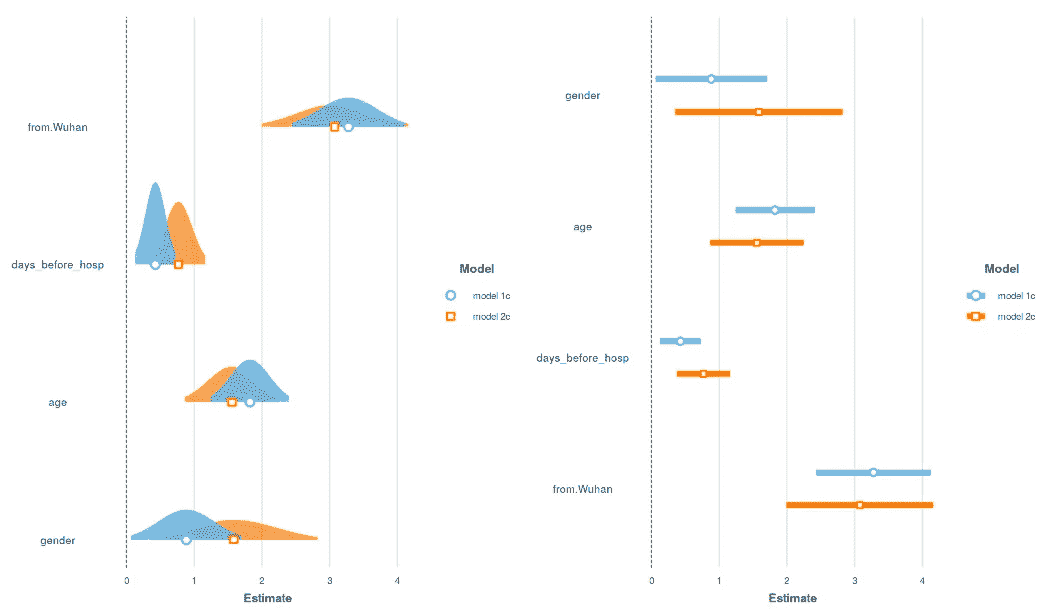 from.Wuhan
days_before_hosp
age
gender
0 1 2 3 4
Estimate
Model
model 1c
model 2c
gender
age
days_before_hosp
from.Wuhan
0 1 2 3 4
Estimate
Model
model 1c
model 2c